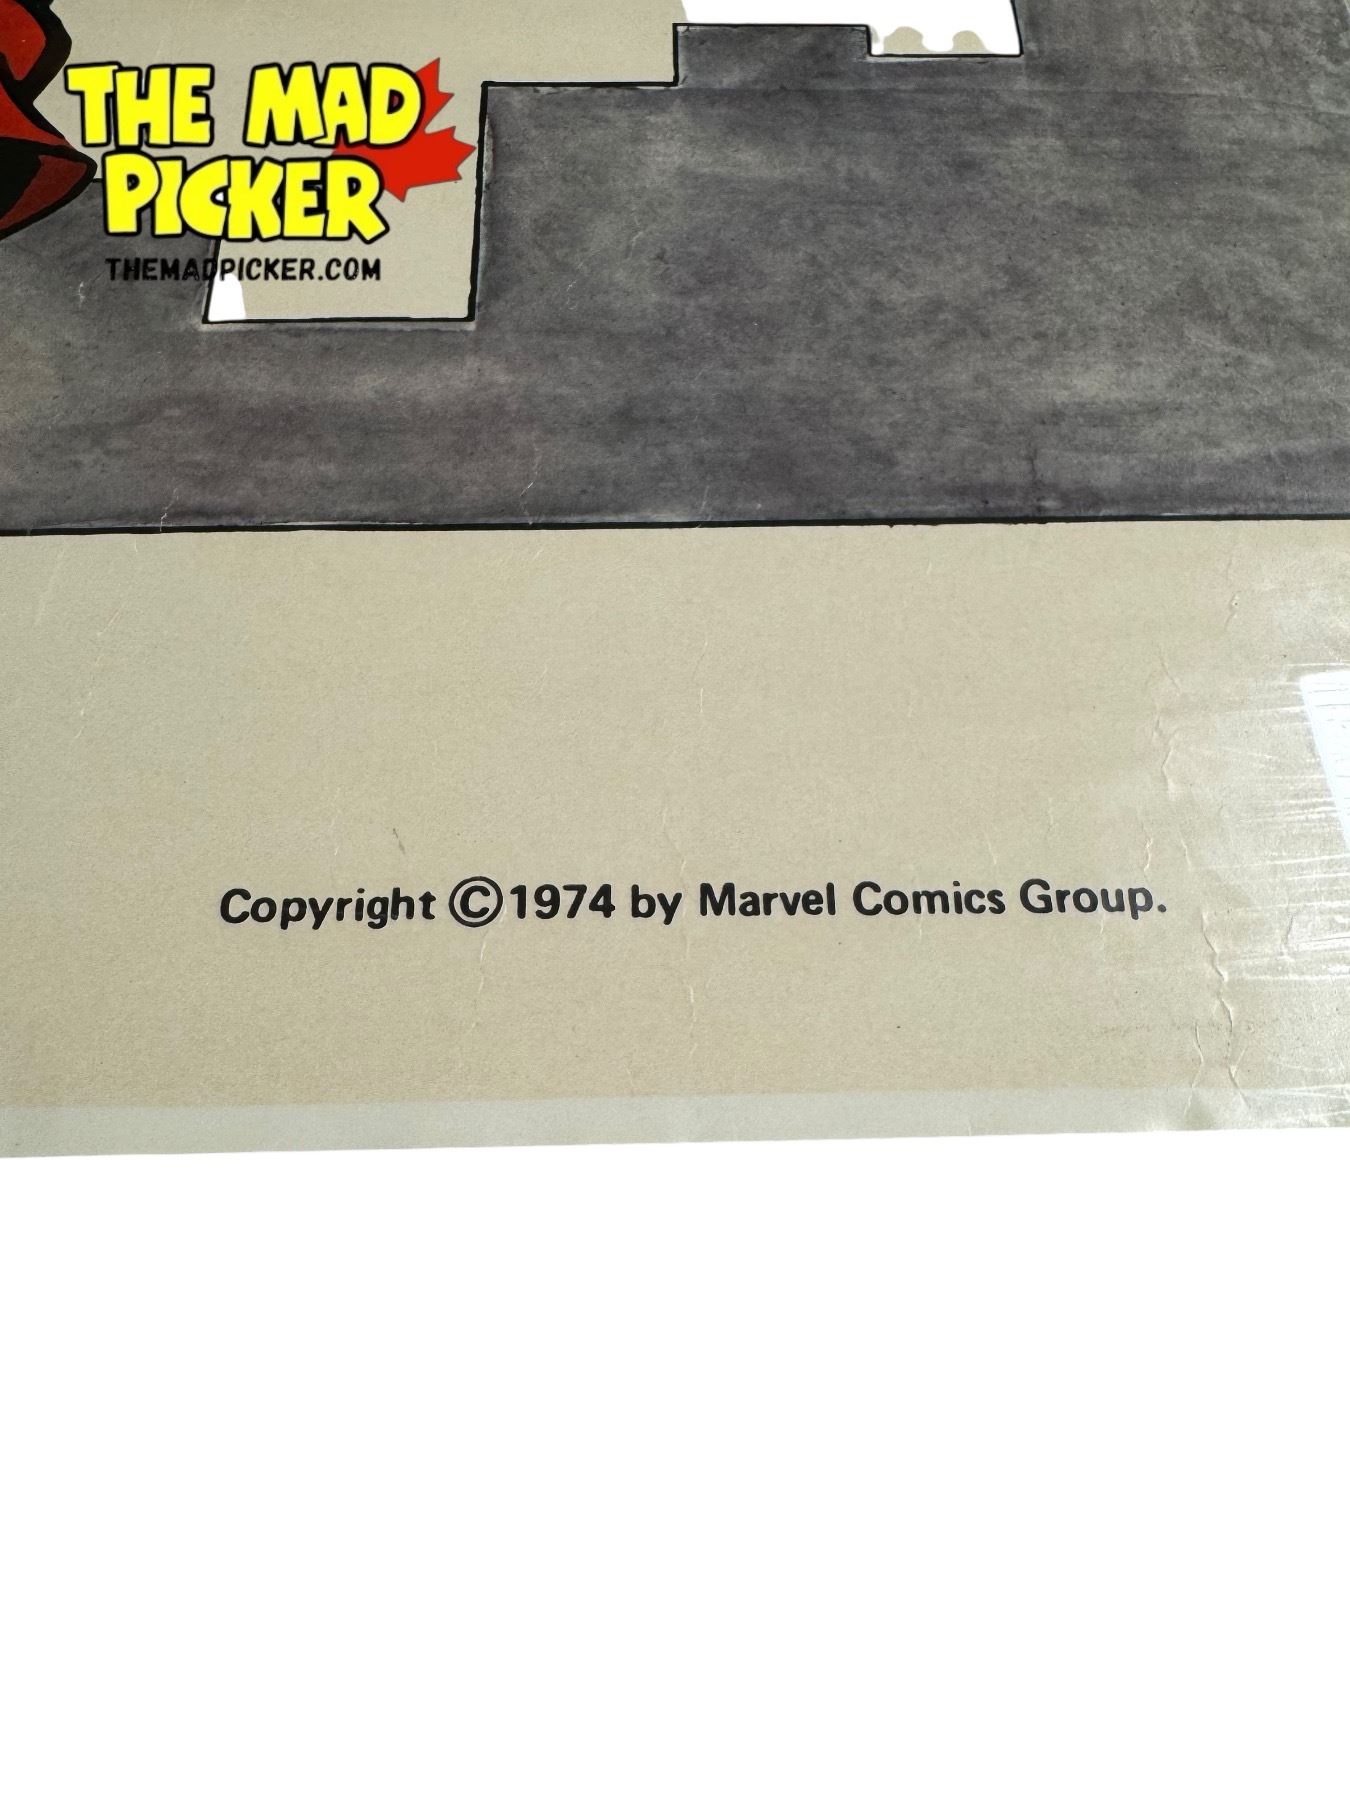 THE MAD
PICKER
THEMADPICKER.COM
Copyright ©1974 by Marvel Comics Group.